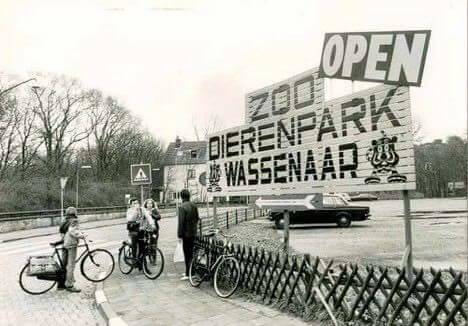 OPEN
ZOO
DIERENPARK
WASSENAAR